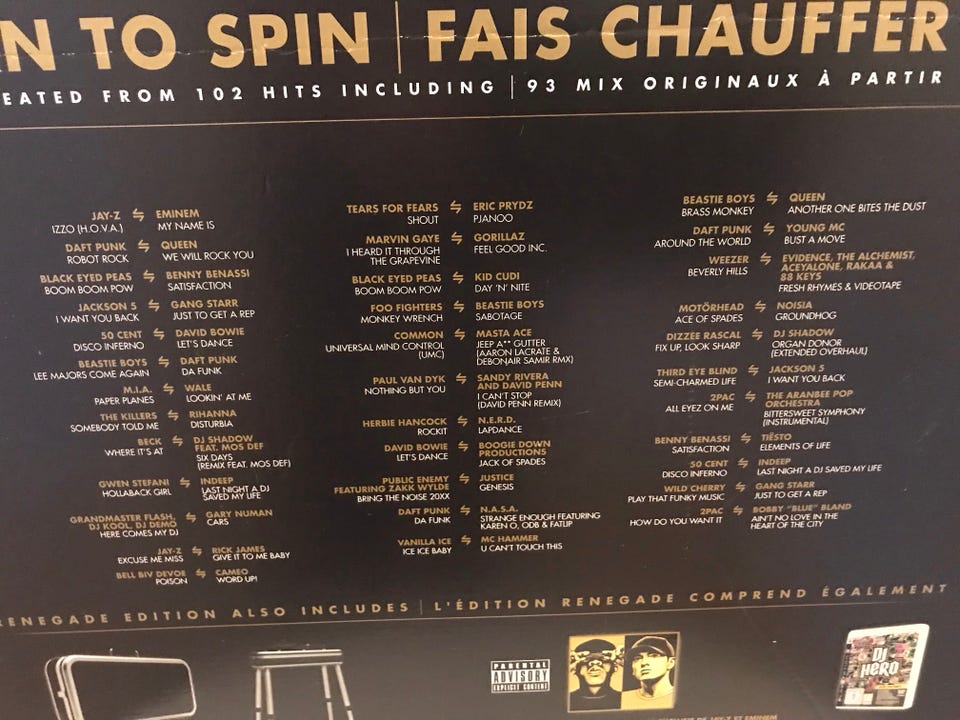 N TO SPIN | FAIS CHAUFFER
EATED FROM 102 HITS INCLUDING | 93 MIX ORIGINAUX À PARTIR
JAY-Z ⇋ EMINEM
IZZO (H.O.V.A.) MY NAME IS
DAFT PUNK ⇋ QUEEN
ROBOT ROCK WE WILL ROCK YOU
BLACK EYED PEAS ⇋ BENNY BENASSI
BOOM BOOM POW SATISFACTION
JACKSON 5 ⇋ GANG STARR
I WANT YOU BACK JUST TO GET A REP
50 CENT ⇋ DAVID BOWIE
DISCO INFERNO LET'S DANCE
BEASTIE BOYS ⇋ DAFT PUNK
LEE MAJORS COME AGAIN DA FUNK
M.I.A. ⇋ WALE
PAPER PLANES LOOKIN' AT ME
THE KILLERS ⇋ RIHANNA
SOMEBODY TOLD ME DISTURBIA
BECK ⇋ DJ SHADOW
WHERE IT'S AT FEAT. MOS DEF
SIX DAYS
(REMIX FEAT. MOS DEF)
GWEN STEFANI ⇋ INDEEP
HOLLABACK GIRL LAST NIGHT A DJ
SAVED MY LIFE
GRANDMASTER FLASH, ⇋ GARY NUMAN
DJ KOOL, DJ DEMO CARS
HERE COMES MY DJ
JAY-Z ⇋ RICK JAMES
EXCUSE ME MISS GIVE IT TO ME BABY
BELL BIV DEVOE ⇋ CAMEO
POISON WORD UP!
TEARS FOR FEARS ⇋ ERIC PRYDZ
SHOUT PJANOO
MARVIN GAYE ⇋ GORILLAZ
I HEARD IT THROUGH FEEL GOOD INC.
THE GRAPEVINE
BLACK EYED PEAS ⇋ KID CUDI
BOOM BOOM POW DAY 'N' NITE
FOO FIGHTERS ⇋ BEASTIE BOYS
MONKEY WRENCH SABOTAGE
COMMON ⇋ MASTA ACE
UNIVERSAL MIND CONTROL JEEP A** GUTTER
(UMC) (AARON LACRATE &
DEBONAIR SAMIR RMX)
PAUL VAN DYK ⇋ SANDY RIVERA
NOTHING BUT YOU AND DAVID PENN
I CAN'T STOP
(DAVID PENN REMIX)
HERBIE HANCOCK ⇋ N.E.R.D.
ROCKIT LAPDANCE
DAVID BOWIE ⇋ BOOGIE DOWN
LET'S DANCE PRODUCTIONS
JACK OF SPADES
PUBLIC ENEMY ⇋ JUSTICE
FEATURING ZAKK WYLDE GENESIS
BRING THE NOISE 20XX
DAFT PUNK ⇋ N.A.S.A.
DA FUNK STRANGE ENOUGH FEATURING
KAREN O, ODB & FATLIP
VANILLA ICE ⇋ MC HAMMER
ICE ICE BABY U CAN'T TOUCH THIS
BEASTIE BOYS ⇋ QUEEN
BRASS MONKEY ANOTHER ONE BITES THE DUST
DAFT PUNK ⇋ YOUNG MC
AROUND THE WORLD BUST A MOVE
WEEZER ⇋ EVIDENCE, THE ALCHEMIST,
BEVERLY HILLS ACEYALONE, RAKAA &
88 KEYS
FRESH RHYMES & VIDEOTAPE
MOTÖRHEAD ⇋ NOISIA
ACE OF SPADES GROUNDHOG
DIZZEE RASCAL ⇋ DJ SHADOW
FIX UP, LOOK SHARP ORGAN DONOR
(EXTENDED OVERHAUL)
THIRD EYE BLIND ⇋ JACKSON 5
SEMI-CHARMED LIFE I WANT YOU BACK
2PAC ⇋ THE ARANBEE POP
ALL EYEZ ON ME ORCHESTRA
BITTERSWEET SYMPHONY
(INSTRUMENTAL)
BENNY BENASSI ⇋ TIËSTO
SATISFACTION ELEMENTS OF LIFE
50 CENT ⇋ INDEEP
DISCO INFERNO LAST NIGHT A DJ SAVED MY LIFE
WILD CHERRY ⇋ GANG STARR
PLAY THAT FUNKY MUSIC JUST TO GET A REP
2PAC ⇋ BOBBY "BLUE" BLAND
HOW DO YOU WANT IT AIN'T NO LOVE IN THE
HEART OF THE CITY
RENEGADE EDITION ALSO INCLUDES | L'ÉDITION RENEGADE COMPREND ÉGALEMENT
PARENTAL
ADVISORY
EXPLICIT CONTENT
DJ
HERO
DE JAY-Z ET EMINEM